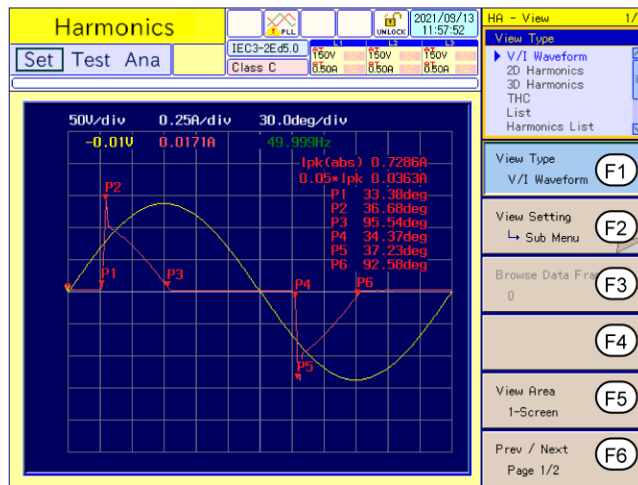 Harmonics
PLL
UNLOCK
2021/09/13
11:57:52
Set Test Ana
IEC3-2Ed5.0
Class C
L1 L2 L3
150V 150V 150V
0.50A 0.50A 0.50A
50V/div 0.25A/div 30.0deg/div
-0.01V 0.0171A 49.999Hz
Ipk(abs) 0.7286A
0.05*Ipk 0.0363A
P1 33.38deg
P2 36.68deg
P3 95.54deg
P4 34.37deg
P5 37.23deg
P6 92.58deg
P2
P1
P3
P4
P6
P5
HA - View 1/
View Type
V/I Waveform
2D Harmonics
3D Harmonics
THC
List
Harmonics List
View Type
V/I Waveform
F1
View Setting
Sub Menu
F2
Browse Data Fra
0
F3
F4
View Area
1-Screen
F5
Prev / Next
Page 1/2
F6